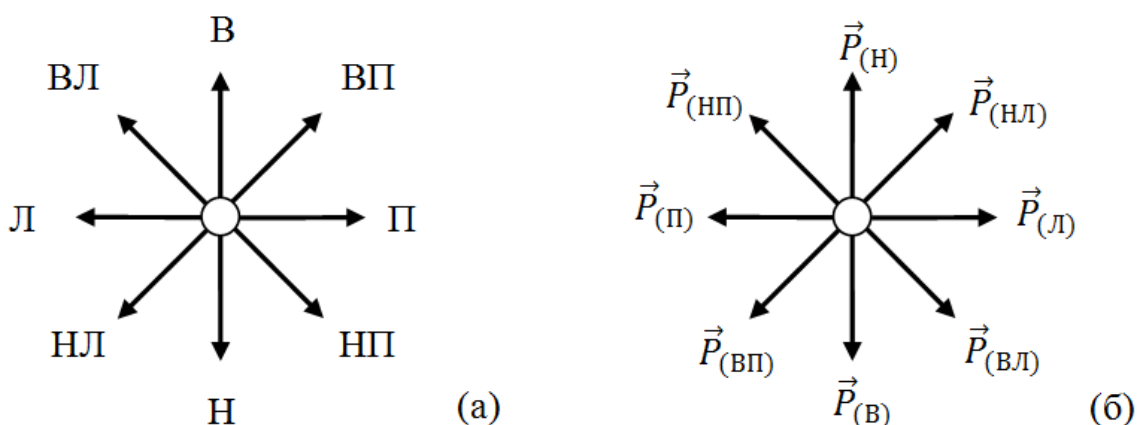 В
ВЛ ВП
Л П
НЛ НП
Н
(а)
P⃗(Н)
P⃗(НП) P⃗(НЛ)
P⃗(П) P⃗(Л)
P⃗(ВП) P⃗(ВЛ)
P⃗(В)
(б)